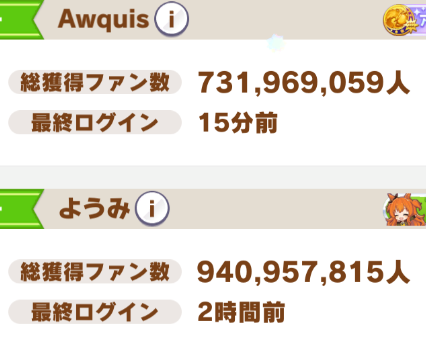 Awquis i
総獲得ファン数 731,969,059人
最終ログイン 15分前
ようみ i
総獲得ファン数 940,957,815人
最終ログイン 2時間前